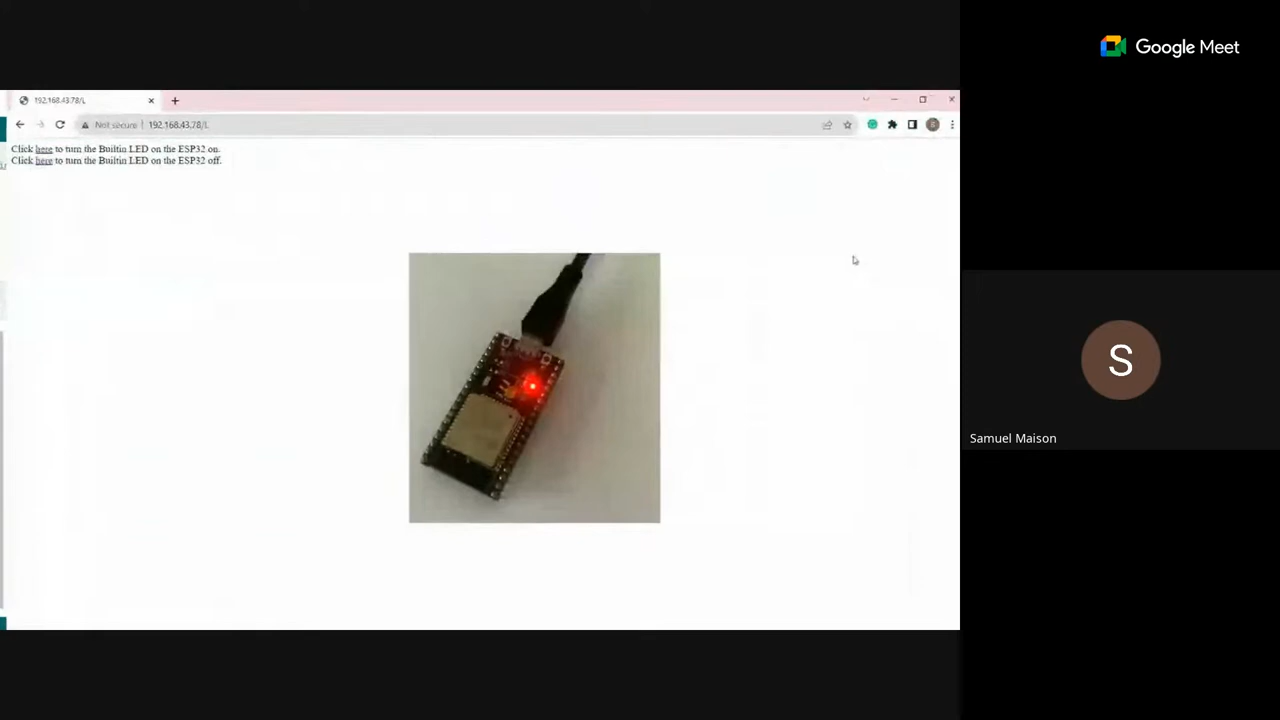 Google Meet
192.168.43.78/L
Not secure
192.168.43.78/L
Click here to turn the Builtin LED on the ESP32 on.
Click here to turn the Builtin LED on the ESP32 off.
S
Samuel Maison